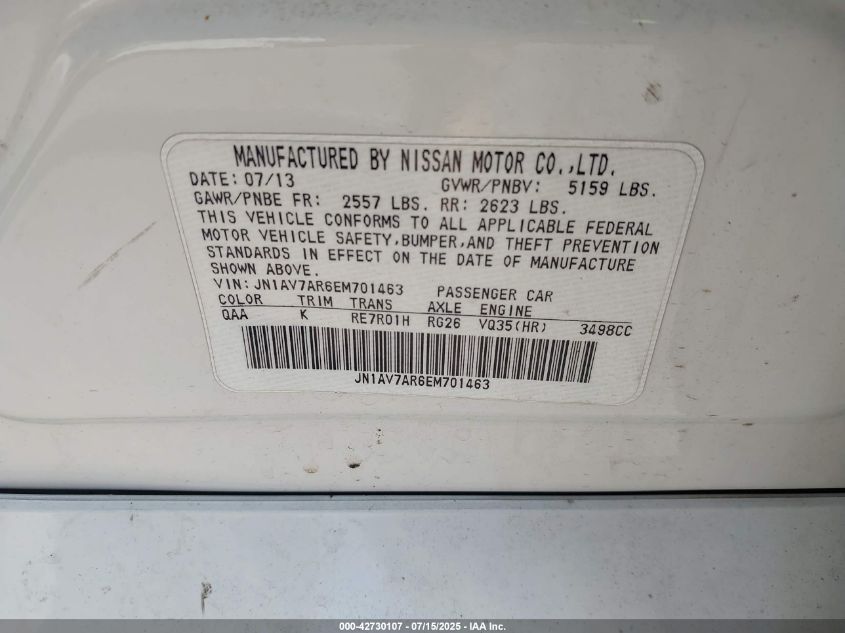 MANUFACTURED BY NISSAN MOTOR CO.,LTD.
DATE: 07/13 GVWR/PNBV: 5159 LBS.
GAWR/PNBE FR: 2557 LBS. RR: 2623 LBS.
THIS VEHICLE CONFORMS TO ALL APPLICABLE FEDERAL
MOTOR VEHICLE SAFETY,BUMPER,AND THEFT PREVENTION
STANDARDS IN EFFECT ON THE DATE OF MANUFACTURE
SHOWN ABOVE.
VIN: JN1AV7AR6EM701463 PASSENGER CAR
COLOR TRIM TRANS AXLE ENGINE
QAA K RE7R01H RG26 VQ35(HR) 3498CC
JN1AV7AR6EM701463
000-42730107 - 07/15/2025 - IAA Inc.